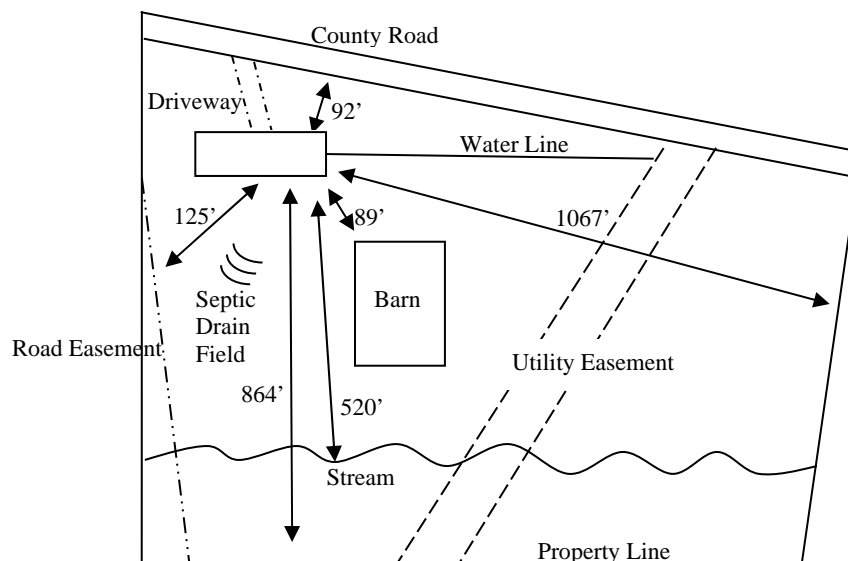 County Road
Driveway
92’
Water Line
125’
89’
1067’
Septic
Drain
Field
Barn
Road Easement
Utility Easement
864’
520’
Stream
Property Line